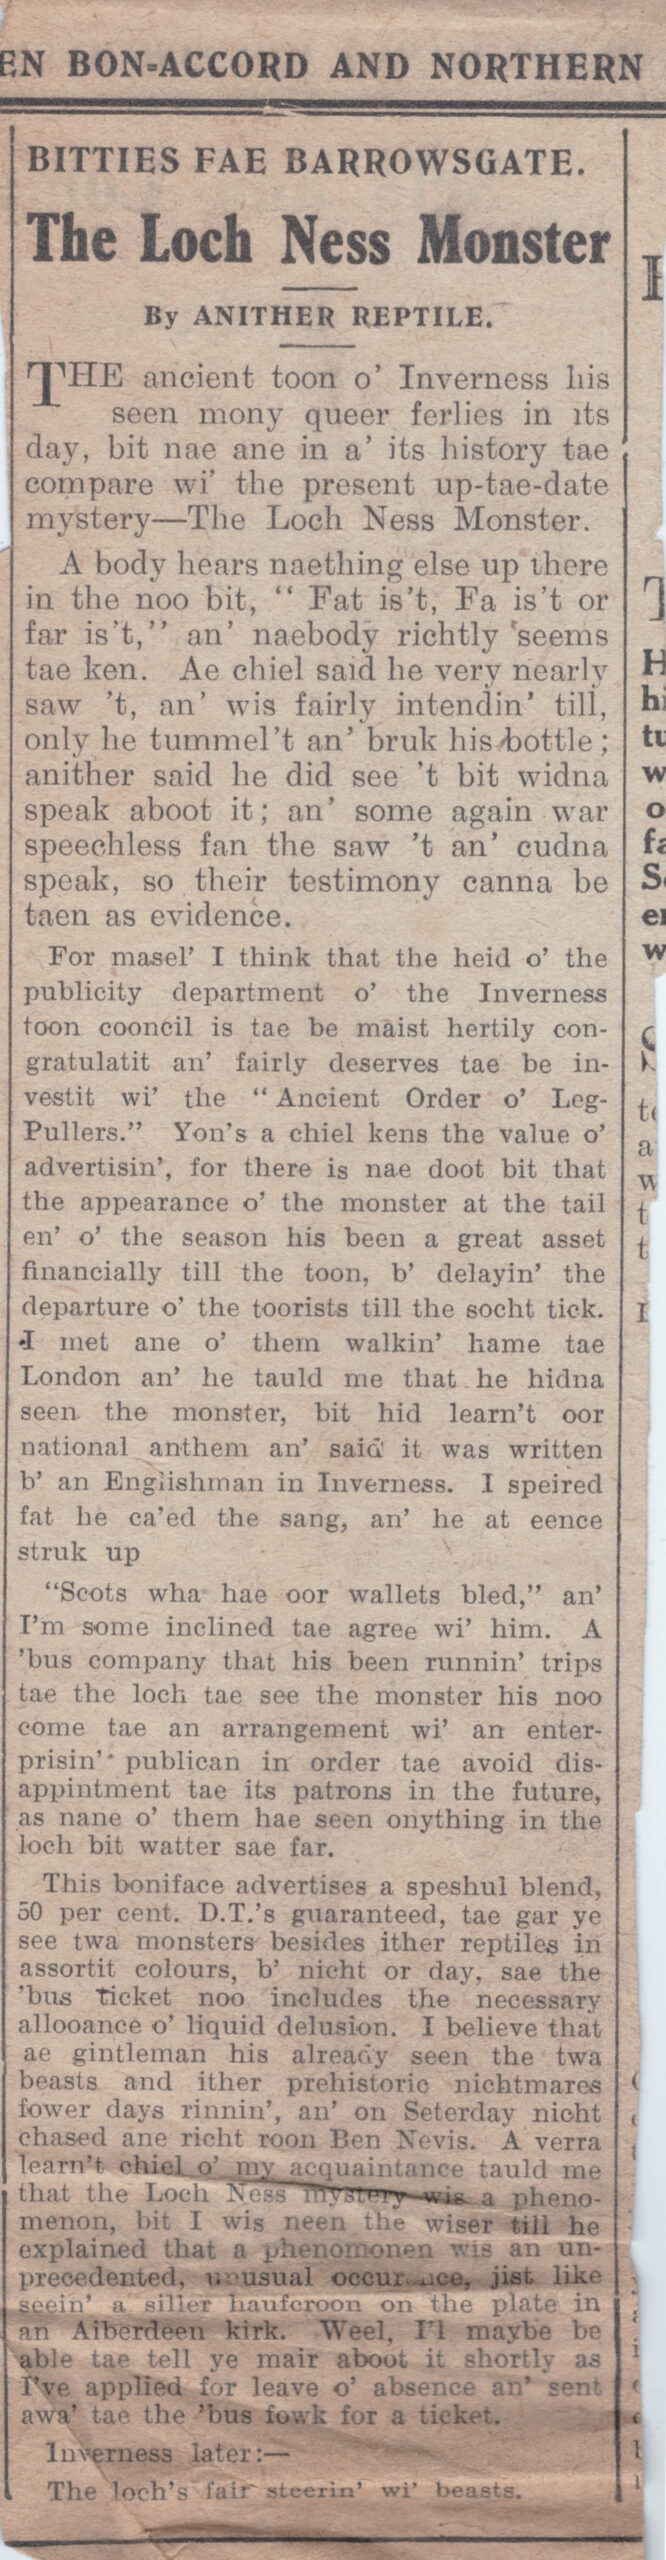 EN BON-ACCORD AND NORTHERN
BITTIES FAE BARROWSGATE.
The Loch Ness Monster
By ANITHER REPTILE.
THE ancient toon o' Inverness his
seen mony queer ferlies in its
day, bit nae ane in a' its history tae
compare wi' the present up-tae-date
mystery—The Loch Ness Monster.
A body hears naething else up there
in the noo bit, “ Fat is't, Fa is't or
far is't,” an' naebody richtly seems
tae ken. Ae chiel said he very nearly
saw 't, an' wis fairly intendin' till,
only he tummel't an' bruk his bottle ;
anither said he did see 't bit widna
speak aboot it; an' some again war
speechless fan the saw 't an' cudna
speak, so their testimony canna be
taen as evidence.
For masel' I think that the heid o' the
publicity department o' the Inverness
toon cooncil is tae be maist hertily con-
gratulatit an' fairly deserves tae be in-
vestit wi' the “ Ancient Order o' Leg-
Pullers.” Yon's a chiel kens the value o'
advertisin', for there is nae doot bit that
the appearance o' the monster at the tail
en' o' the season his been a great asset
financially till the toon, b' delayin' the
departure o' the toorists till the socht tick.
I met ane o' them walkin' hame tae
London an' he tauld me that he hidna
seen the monster, bit hid learn't oor
national anthem an' said it was written
b' an Englishman in Inverness. I speired
fat he ca'ed the sang, an' he at eence
struk up
“Scots wha hae oor wallets bled,” an'
I'm some inclined tae agree wi' him. A
'bus company that his been runnin' trips
tae the loch tae see the monster his noo
come tae an arrangement wi' an enter-
prisin' publican in order tae avoid dis-
appintment tae its patrons in the future,
as nane o' them hae seen onything in the
loch bit watter sae far.
This boniface advertises a speshul blend,
50 per cent. D.T.'s guaranteed, tae gar ye
see twa monsters besides ither reptiles in
assortit colours, b' nicht or day, sae the
'bus ticket noo includes the necessary
allooance o' liquid delusion. I believe that
ae gintleman his already seen the twa
beasts and ither prehistoric nichtmares
fower days rinnin', an' on Seterday nicht
chased ane richt roon Ben Nevis. A verra
learn't chiel o' my acquaintance tauld me
that the Loch Ness mystery wis a pheno-
menon, bit I wis neen the wiser till he
explained that a phenomonen wis an un-
precedented, unusual occurrance, jist like
seein' a siller haufcroon on the plate in
an Aiberdeen kirk. Weel, I'l maybe be
able tae tell ye mair aboot it shortly as
I've applied for leave o' absence an' sent
awa' tae the 'bus fowk for a ticket.
Inverness later:—
The loch's fair steerin' wi' beasts.